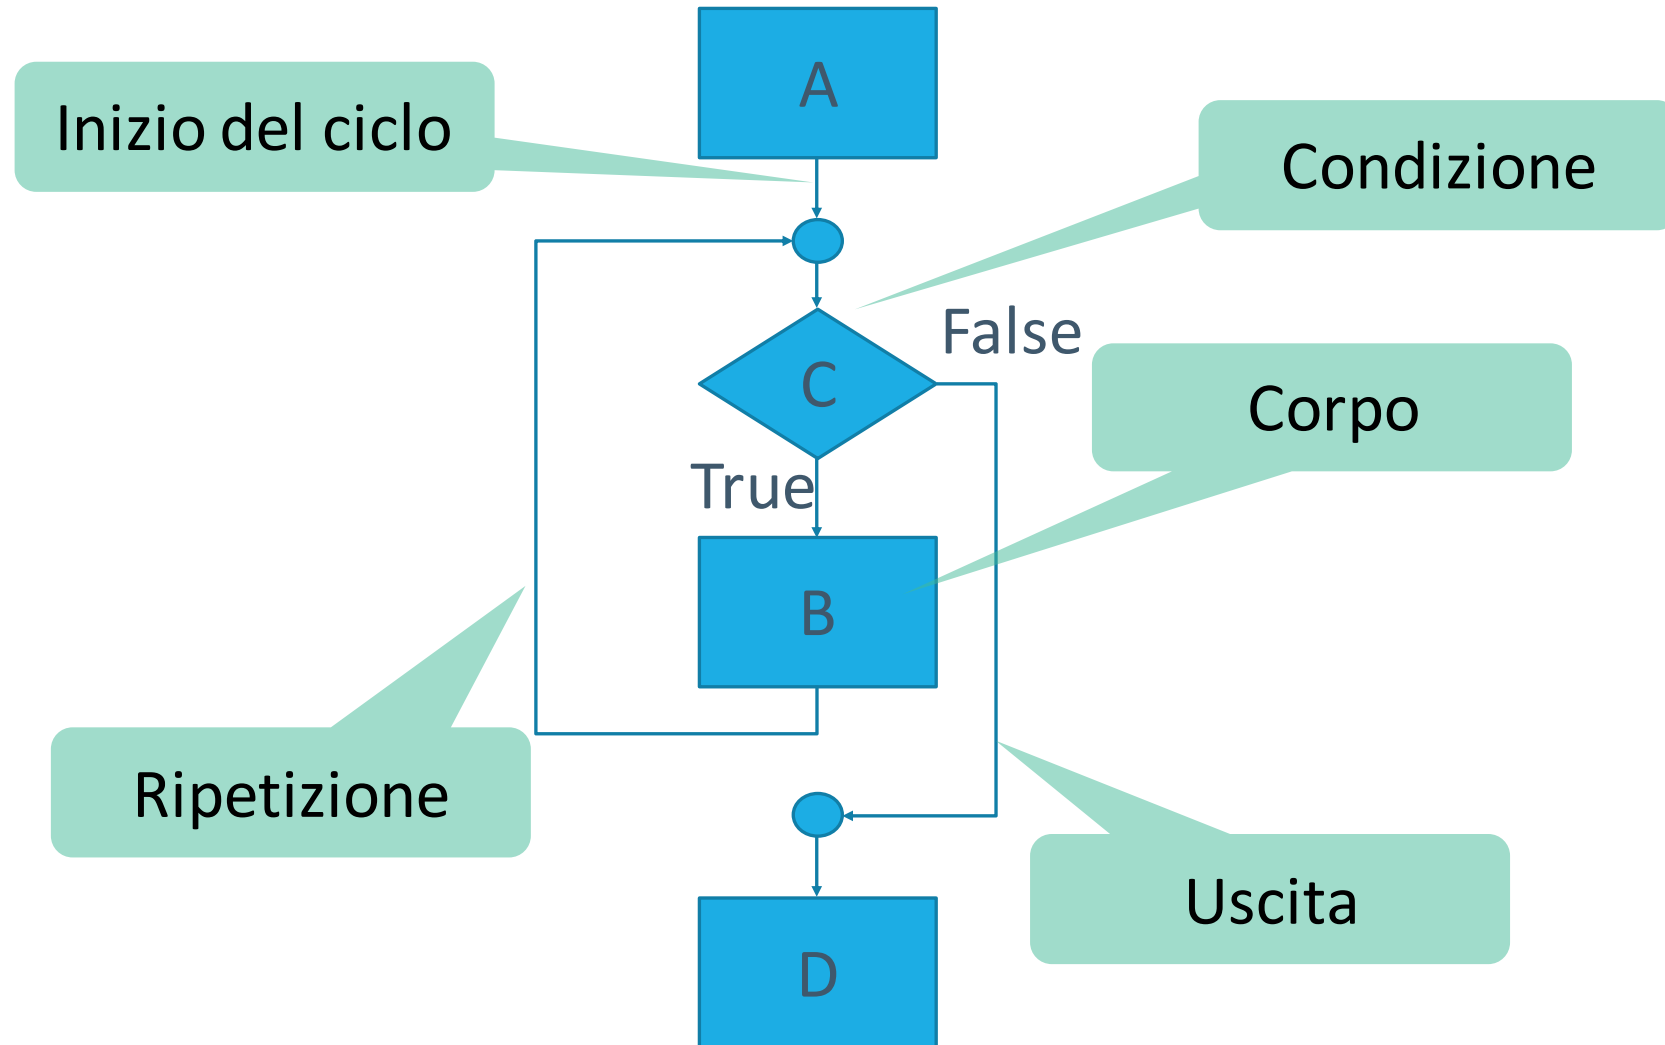 A
Inizio del ciclo
Condizione
False
C
Corpo
True
B
Ripetizione
Uscita
D